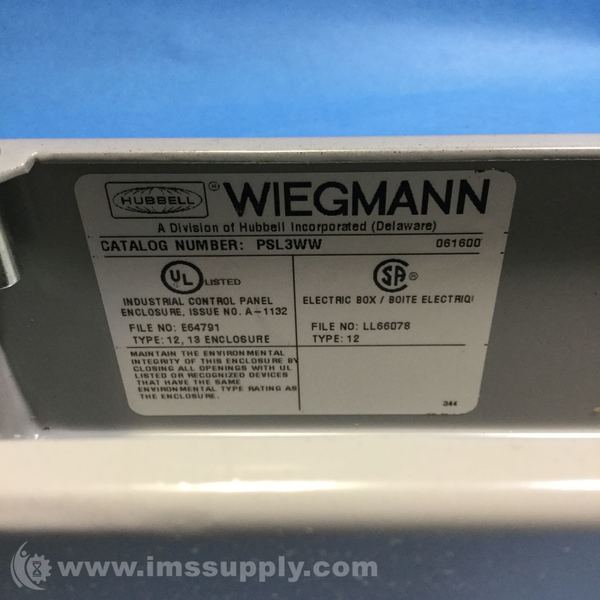 HUBBELL ® WIEGMANN
A Division of Hubbell Incorporated (Delaware)
CATALOG NUMBER: PSL3WW 061600
UL LISTED
INDUSTRIAL CONTROL PANEL
ENCLOSURE, ISSUE NO. A-1132
FILE NO: E64791
TYPE: 12, 13 ENCLOSURE
MAINTAIN THE ENVIRONMENTAL
INTEGRITY OF THIS ENCLOSURE BY
CLOSING ALL OPENINGS WITH UL
LISTED OR RECOGNIZED DEVICES
THAT HAVE THE SAME
ENVIRONMENTAL TYPE RATING AS
THE ENCLOSURE.
SA
ELECTRIC BOX / BOITE ELECTRIQ
FILE NO: LL66078
TYPE: 12
344
www.imssupply.com